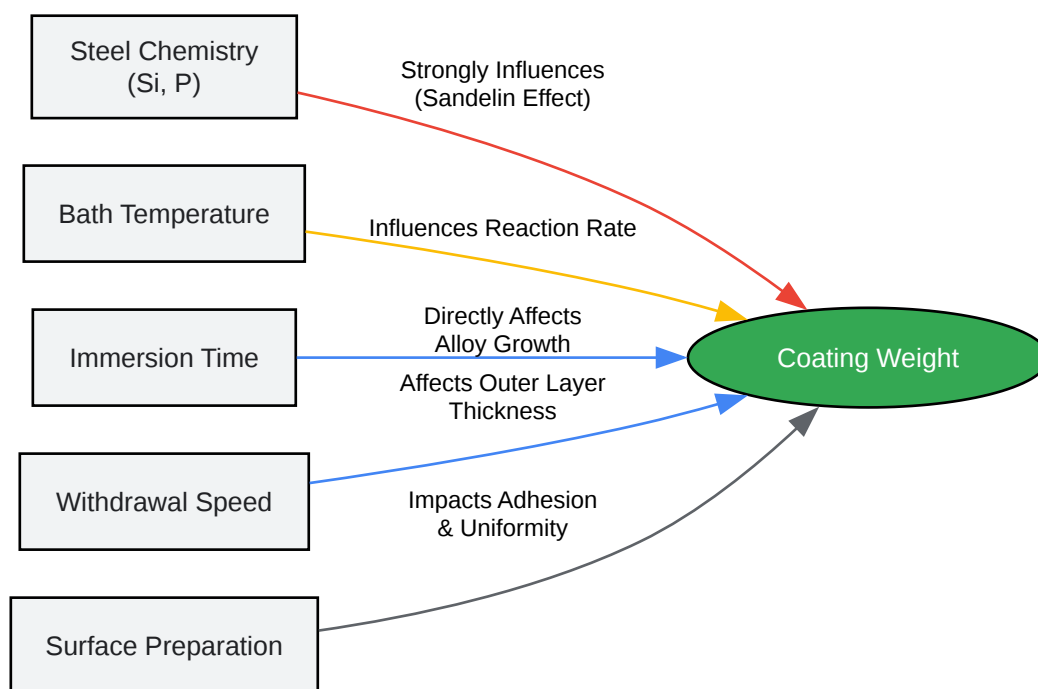 Steel Chemistry
(Si, P)
Strongly Influences
(Sandelin Effect)
Bath Temperature
Influences Reaction Rate
Immersion Time
Directly Affects
Alloy Growth
Coating Weight
Affects Outer Layer
Thickness
Withdrawal Speed
Impacts Adhesion
& Uniformity
Surface Preparation